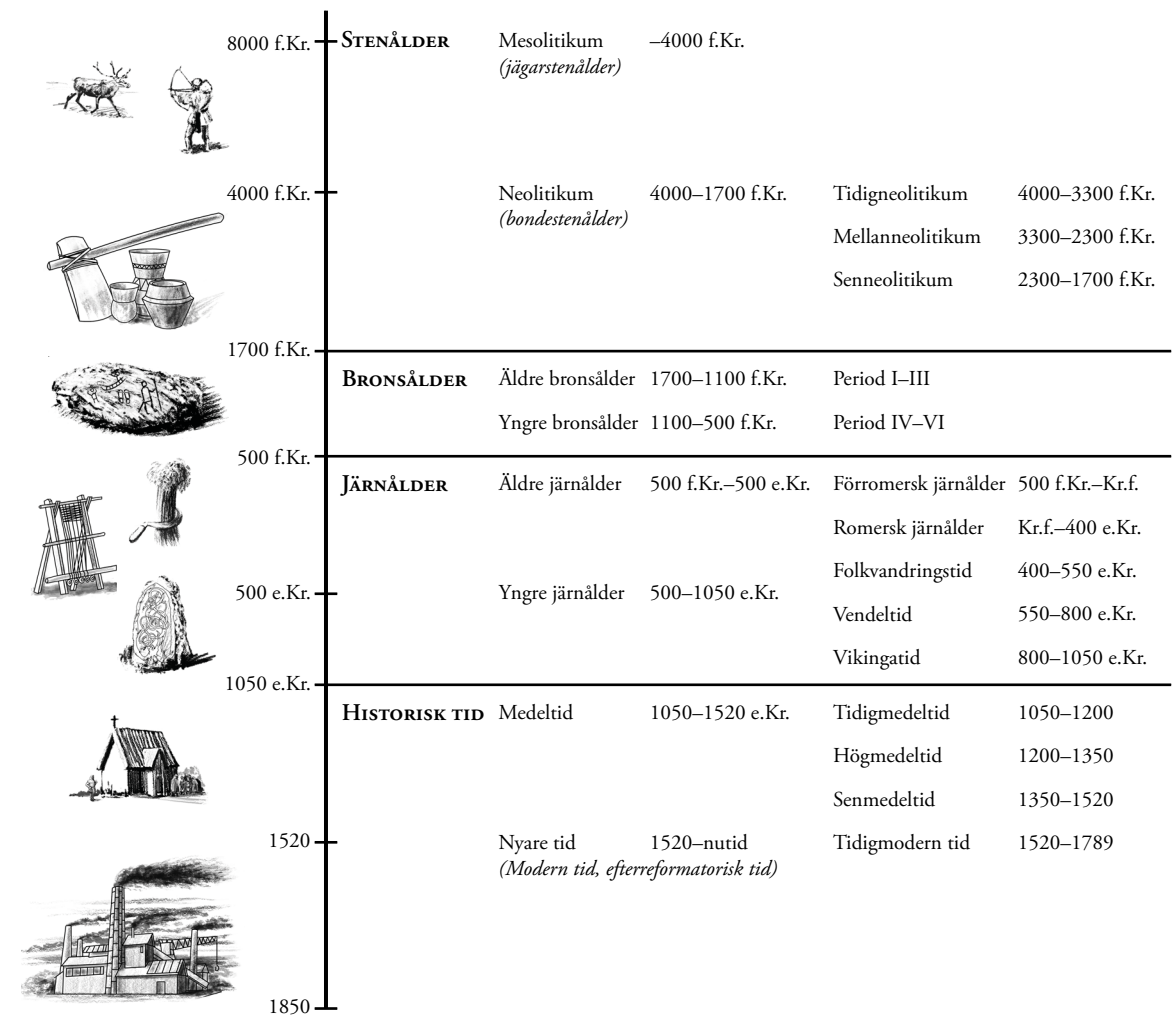 8000 f.Kr. STENÅLDER Mesolitikum –4000 f.Kr.
(jägarstenålder)
4000 f.Kr. Neolitikum 4000–1700 f.Kr. Tidigneolitikum 4000–3300 f.Kr.
(bondestenålder)
Mellanneolitikum 3300–2300 f.Kr.
Senneolitikum 2300–1700 f.Kr.
1700 f.Kr.
BRONSÅLDER Äldre bronsålder 1700–1100 f.Kr. Period I–III
Yngre bronsålder 1100–500 f.Kr. Period IV–VI
500 f.Kr.
JÄRNÅLDER Äldre järnålder 500 f.Kr.–500 e.Kr. Förromersk järnålder 500 f.Kr.–Kr.f.
Romersk järnålder Kr.f.–400 e.Kr.
Folkvandringstid 400–550 e.Kr.
500 e.Kr. Yngre järnålder 500–1050 e.Kr.
Vendeltid 550–800 e.Kr.
Vikingatid 800–1050 e.Kr.
1050 e.Kr.
HISTORISK TID Medeltid 1050–1520 e.Kr. Tidigmedeltid 1050–1200
Högmedeltid 1200–1350
Senmedeltid 1350–1520
1520 Nyare tid 1520–nutid Tidigmodern tid 1520–1789
(Modern tid, efterreformatorisk tid)
1850